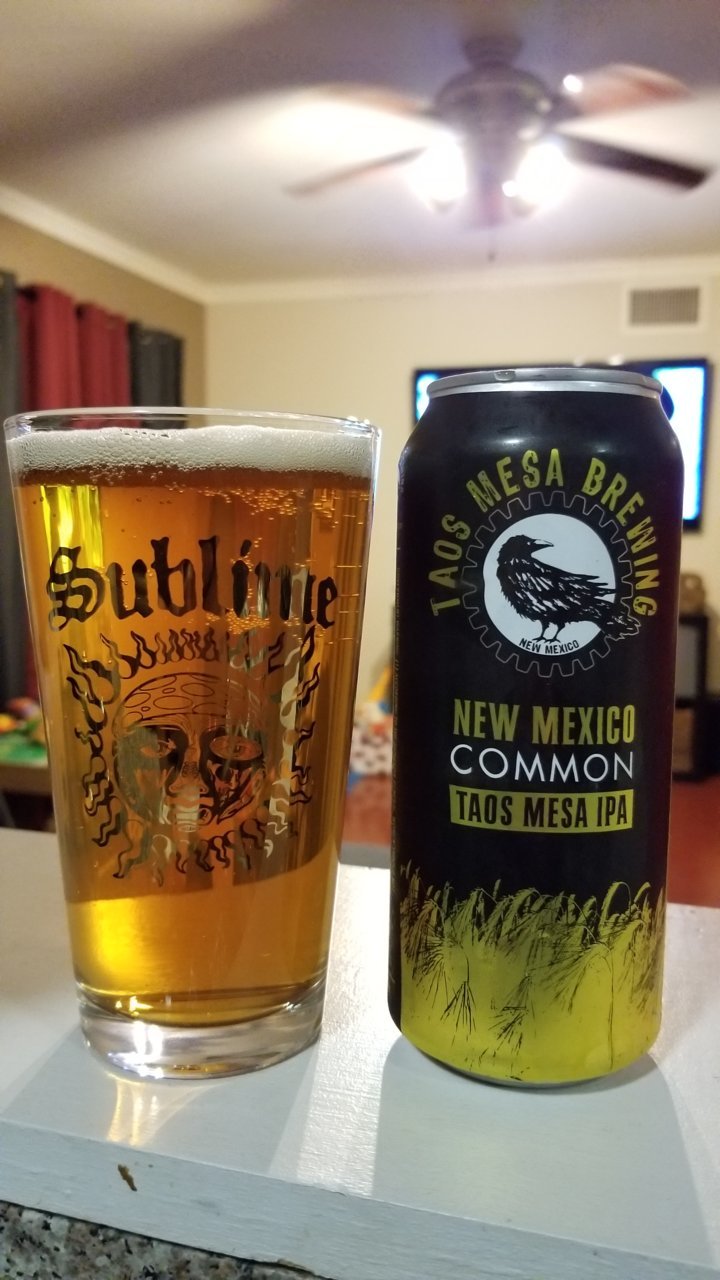 Sublime
TAOS MESA BREWING
NEW MEXICO
NEW MEXICO
COMMON
TAOS MESA IPA